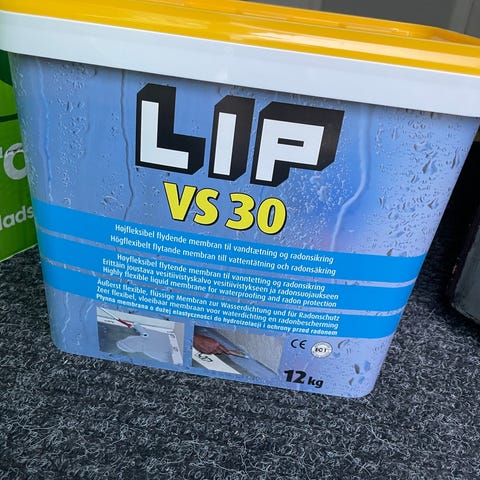 LIP
VS 30
Højfleksibel flydende membran til vandtætning og radonsikring
Högflexibelt flytande membran till vattentätning och radonsäkring
Høyfleksibel flytende membran til vanntetting og radonsikring
Erittäin joustava vesitiivistyskalvo vesitiivistykseen ja radonsuojaukseen
Highly flexible liquid membrane for waterproofing and radon protection
Äußerst flexible, flüssige Membran zur Wasserdichtung und für Radonschutz
Zeer flexibel, vloeibaar membraan voor waterdichting en radonbescherming
Płynna membrana o dużej elastyczności do hydroizolacji i ochrony przed radonem
CE
12 kg
lads